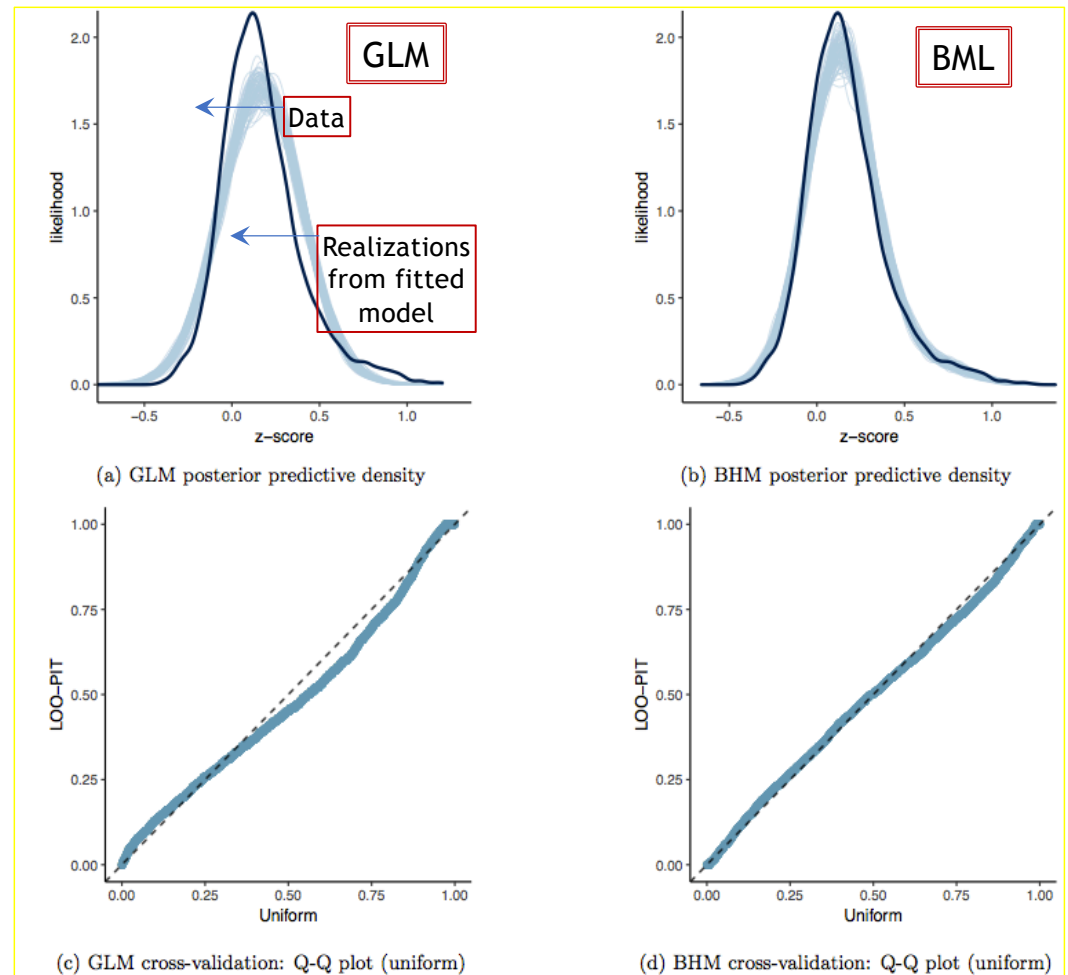 GLM
BML
Data
Realizations
from fitted
model
likelihood
2.0
1.5
1.0
0.5
0.0
−0.5 0.0 0.5 1.0
z−score
(a) GLM posterior predictive density
likelihood
2.0
1.5
1.0
0.5
0.0
−0.5 0.0 0.5 1.0
z−score
(b) BHM posterior predictive density
LOO−PIT
1.00
0.75
0.50
0.25
0.00
0.00 0.25 0.50 0.75 1.00
Uniform
(c) GLM cross-validation: Q-Q plot (uniform)
LOO−PIT
1.00
0.75
0.50
0.25
0.00
0.00 0.25 0.50 0.75 1.00
Uniform
(d) BHM cross-validation: Q-Q plot (uniform)